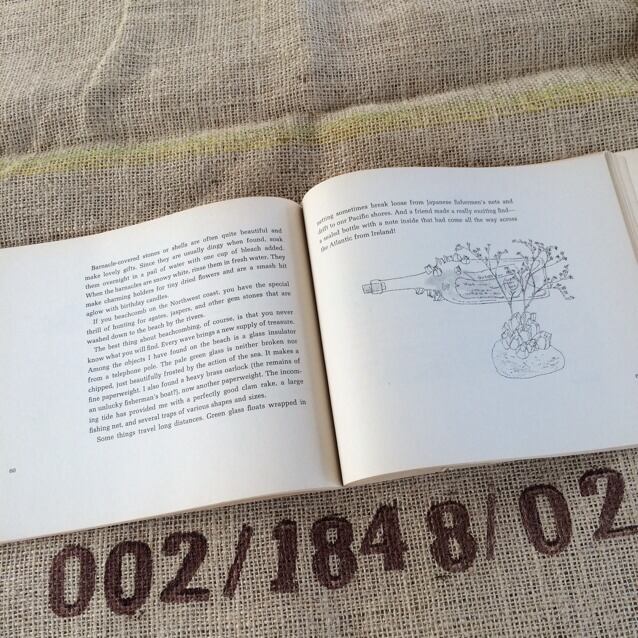 Barnacle-covered stones or shells are often quite beautiful and
make lovely gifts. Since they are usually dingy when found, soak
them overnight in a pail of water with one cup of bleach added.
When the barnacles are snowy white, rinse them in fresh water. They
make charming holders for tiny dried flowers and are a smash hit
aglow with birthday candles.
If you beachcomb on the Northwest coast, you have the special
thrill of hunting for agates, jaspers, and other gem stones that are
washed down to the beach by the rivers.
The best thing about beachcombing, of course, is that you never
know what you will find. Every wave brings a new supply of treasure.
Among the objects I have found on the beach is a glass insulator
from a telephone pole. The pale green glass is neither broken nor
chipped, just beautifully frosted by the action of the sea. It makes a
fine paperweight. I also found a heavy brass oarlock (the remains of
an unlucky fisherman's boat?), now another paperweight. The incom-
ing tide has provided me with a perfectly good clam rake, a large
fishing net, and several traps of various shapes and sizes.
Some things travel long distances. Green glass floats wrapped in
60
netting sometimes break loose from Japanese fishermen's nets and
drift to our Pacific shores. And a friend made a really exciting find—
a sealed bottle with a note inside that had come all the way across
the Atlantic from Ireland!
002/1848/02